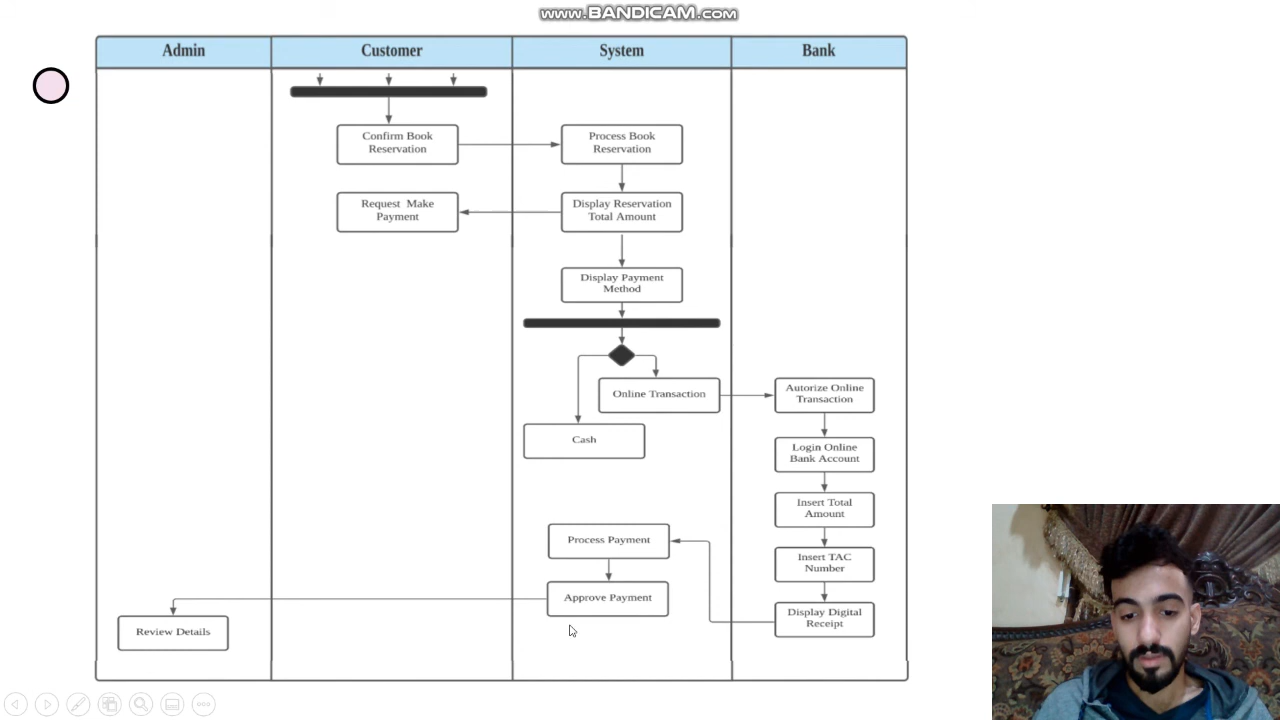 www.BANDICAM.com
Admin
Customer
System
Bank
Confirm Book
Reservation
Process Book
Reservation
Request Make
Payment
Display Reservation
Total Amount
Display Payment
Method
Online Transaction
Autorize Online
Transaction
Cash
Login Online
Bank Account
Insert Total
Amount
Process Payment
Insert TAC
Number
Approve Payment
Display Digital
Receipt
Review Details